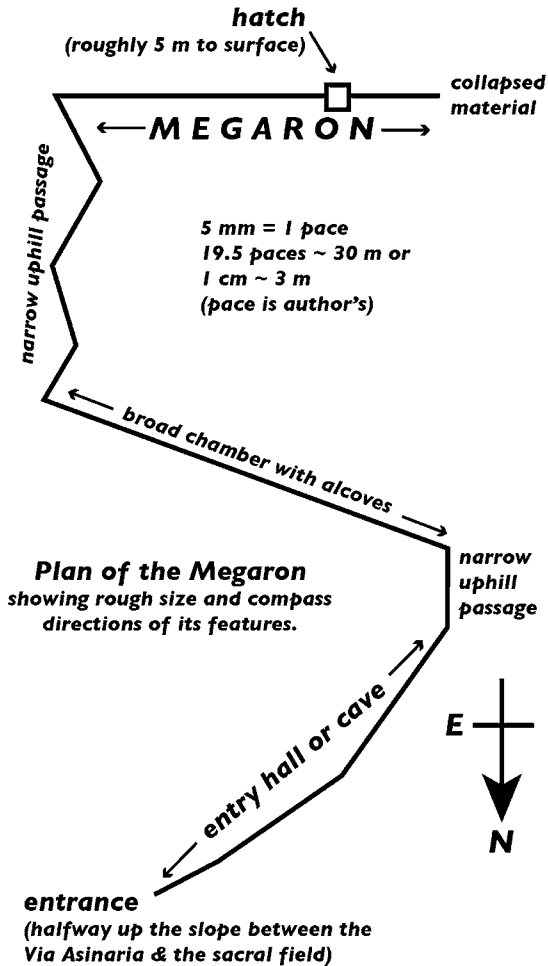 hatch
(roughly 5 m to surface)
collapsed
material
MEGARON
narrow uphill passage
5 mm = 1 pace
19.5 paces ~ 30 m or
1 cm ~ 3 m
(pace is author's)
broad chamber with alcoves
narrow
uphill
passage
Plan of the Megaron
showing rough size and compass
directions of its features.
entry hall or cave
E
N
entrance
(halfway up the slope between the
Via Asinaria & the sacral field)